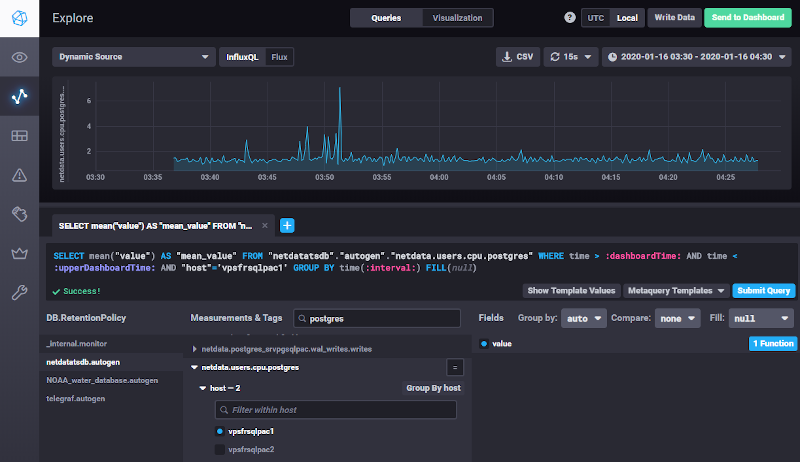 Explore
Queries
Visualization
?
UTC
Local
Write Data
Send to Dashboard
Dynamic Source
InfluxQL
Flux
CSV
15s
2020-01-16 03:30 - 2020-01-16 04:30
netdata.users.cpu.postgres....
6
4
2
03:30
03:35
03:40
03:45
03:50
03:55
04:00
04:05
04:10
04:15
04:20
04:25
SELECT mean("value") AS "mean_value" FROM "n...
SELECT mean("value") AS "mean_value" FROM "netdatatsdb"."autogen"."netdata.users.cpu.postgres" WHERE time > :dashboardTime: AND time <
:upperDashboardTime: AND "host"='vpsfrsqlpac1' GROUP BY time(:interval:) FILL(null)
Success!
Show Template Values
Metaquery Templates
Submit Query
DB.RetentionPolicy
_internal.monitor
netdatatsdb.autogen
NOAA_water_database.autogen
telegraf.autogen
Measurements & Tags
postgres
netdata.postgres_srvpgsqlpac.wal_writes.writes
netdata.users.cpu.postgres
=
host — 2
Group By host
Filter within host
vpsfrsqlpac1
vpsfrsqlpac2
Fields
Group by:
auto
Compare:
none
Fill:
null
value
1 Function